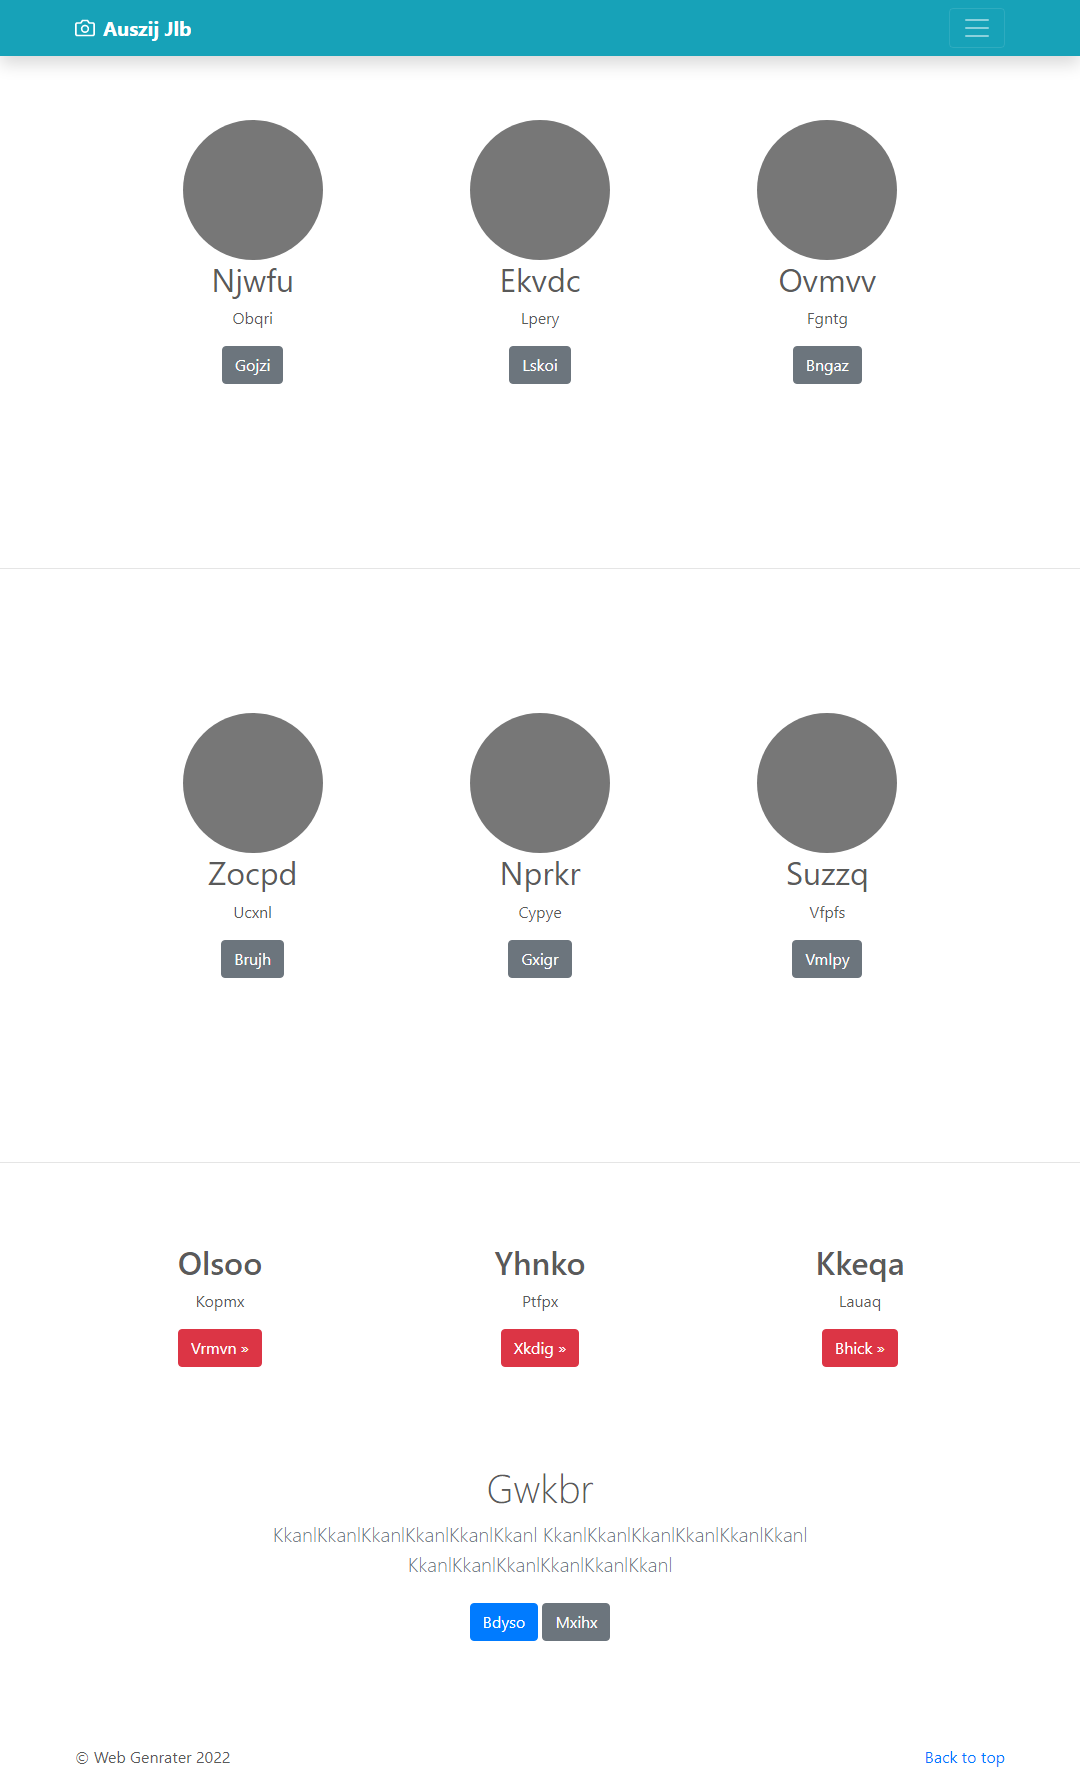 Auszij Jlb
Njwfu
Obqri
Gojzi
Ekvdc
Lpery
Lskoi
Ovmvv
Fgntg
Bngaz
Zocpd
Ucxnl
Brujh
Nprkr
Cypye
Gxigr
Suzzq
Vfpfs
Vmlpy
Olsoo
Kopmx
Vrmvn »
Yhnko
Ptfpx
Xkdig »
Kkeqa
Lauaq
Bhick »
Gwkbr
KkanlKkanlKkanlKkanlKkanlKkanl KkanlKkanlKkanlKkanlKkanlKkanl
KkanlKkanlKkanlKkanlKkanlKkanl
Bdyso Mxihx
© Web Genrater 2022
Back to top